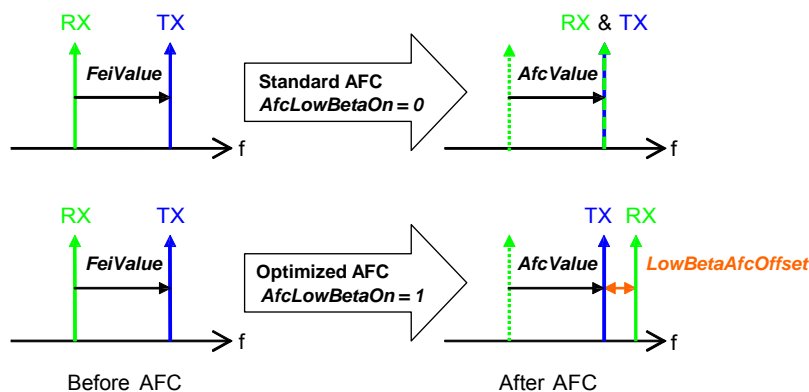 RX TX
FeiValue
f
Standard AFC
AfcLowBetaOn = 0
RX & TX
AfcValue
f
RX TX
FeiValue
f
Optimized AFC
AfcLowBetaOn = 1
TX RX
AfcValue
LowBetaAfcOffset
f
Before AFC
After AFC